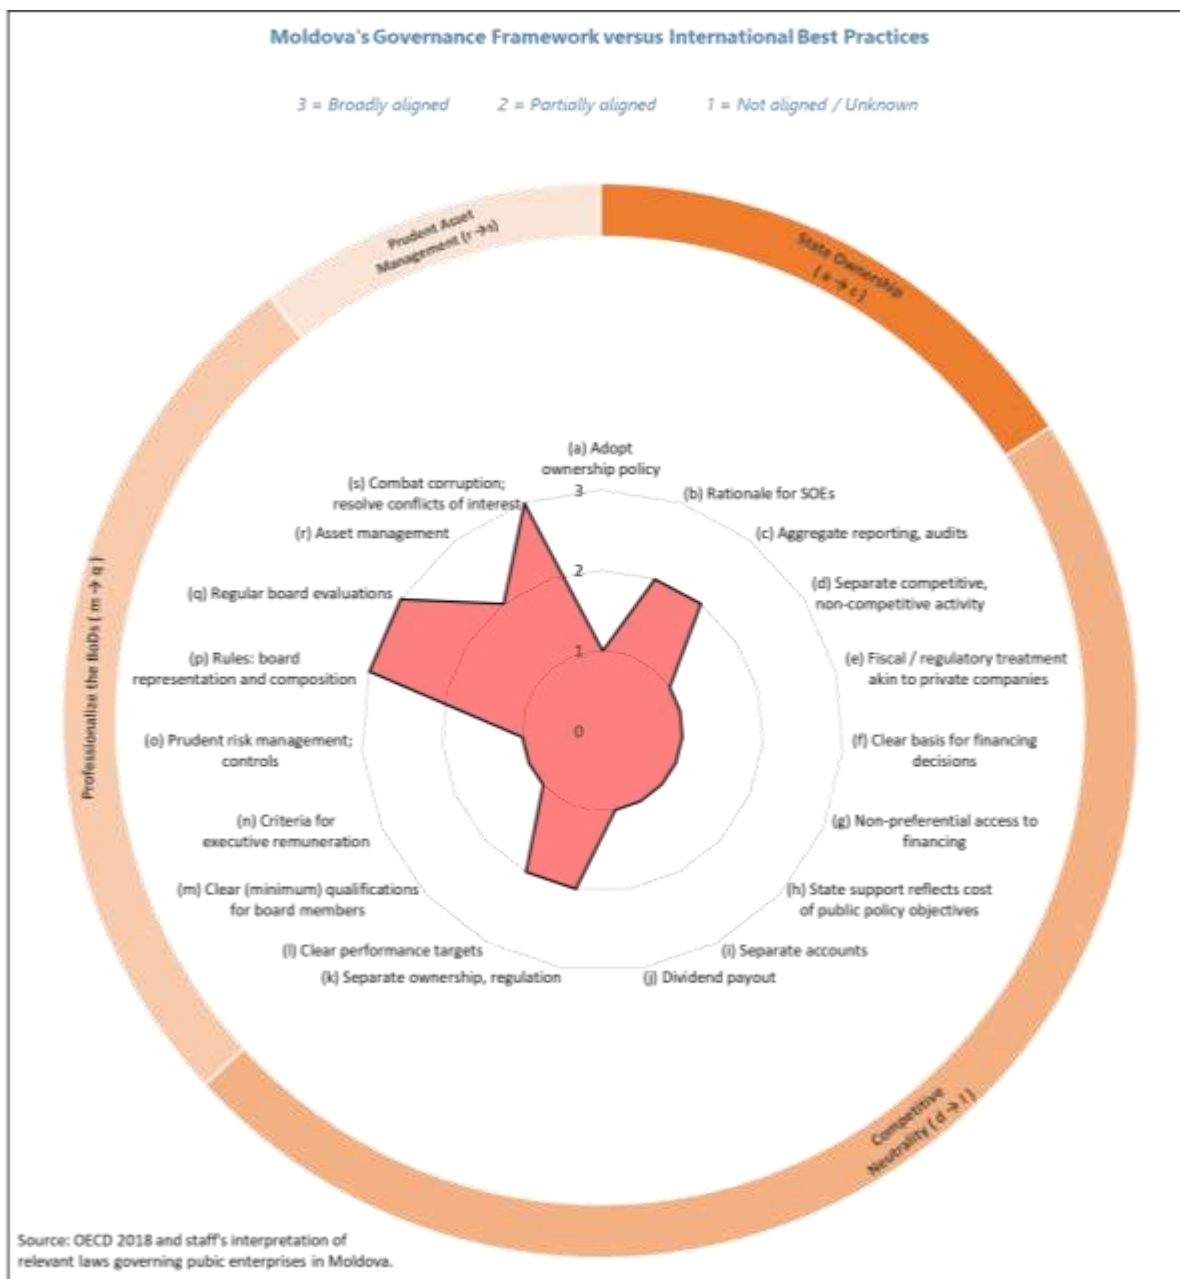 Moldova's Governance Framework versus International Best Practices
3 = Broadly aligned 2 = Partially aligned 1 = Not aligned / Unknown
Prudent Asset
Management (r → s)
State Ownership
( a → c )
(a) Adopt
ownership policy
(s) Combat corruption;
resolve conflicts of interest
3
(b) Rationale for SOEs
(r) Asset management
(c) Aggregate reporting, audits
2
(q) Regular board evaluations
(d) Separate competitive,
non-competitive activity
1
(p) Rules: board
representation and composition
(e) Fiscal / regulatory treatment
akin to private companies
Professionalize the BoDs ( m → q )
0
(o) Prudent risk management;
controls
(f) Clear basis for financing
decisions
(n) Criteria for
executive remuneration
(g) Non-preferential access to
financing
(m) Clear (minimum) qualifications
for board members
(h) State support reflects cost
of public policy objectives
(l) Clear performance targets
(i) Separate accounts
(k) Separate ownership, regulation
(j) Dividend payout
Competitive
Neutrality ( d → l )
Source: OECD 2018 and staff's interpretation of
relevant laws governing pubic enterprises in Moldova.